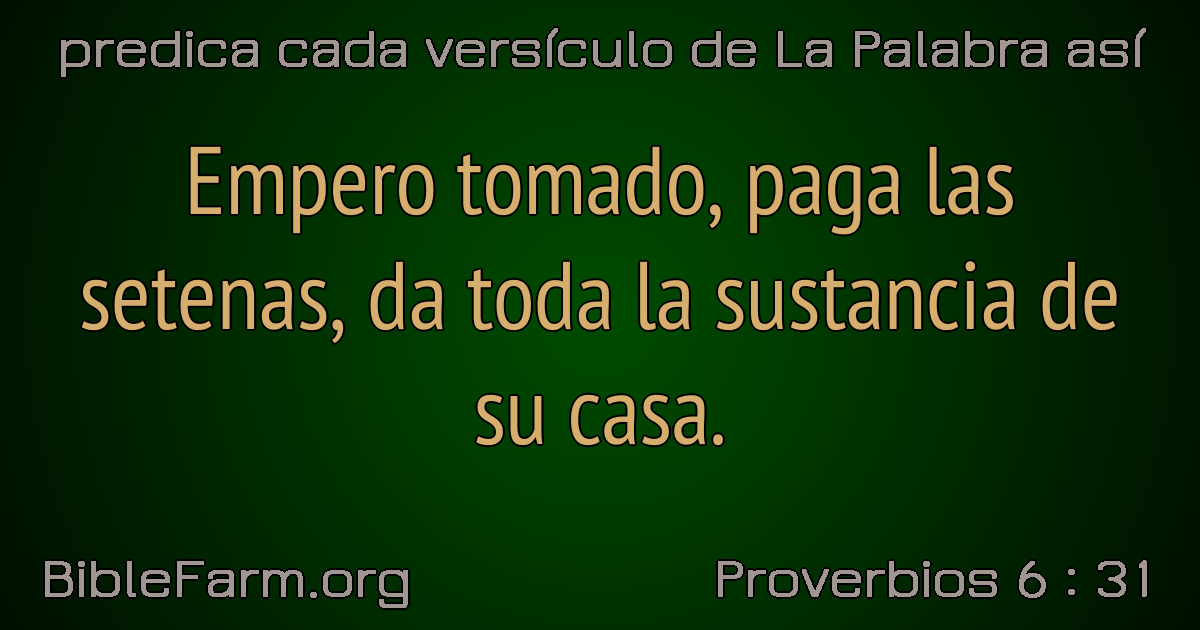 predica cada versículo de La Palabra así
Empero tomado, paga las
setenas, da toda la sustancia de
su casa.
BibleFarm.org
Proverbios 6 : 31